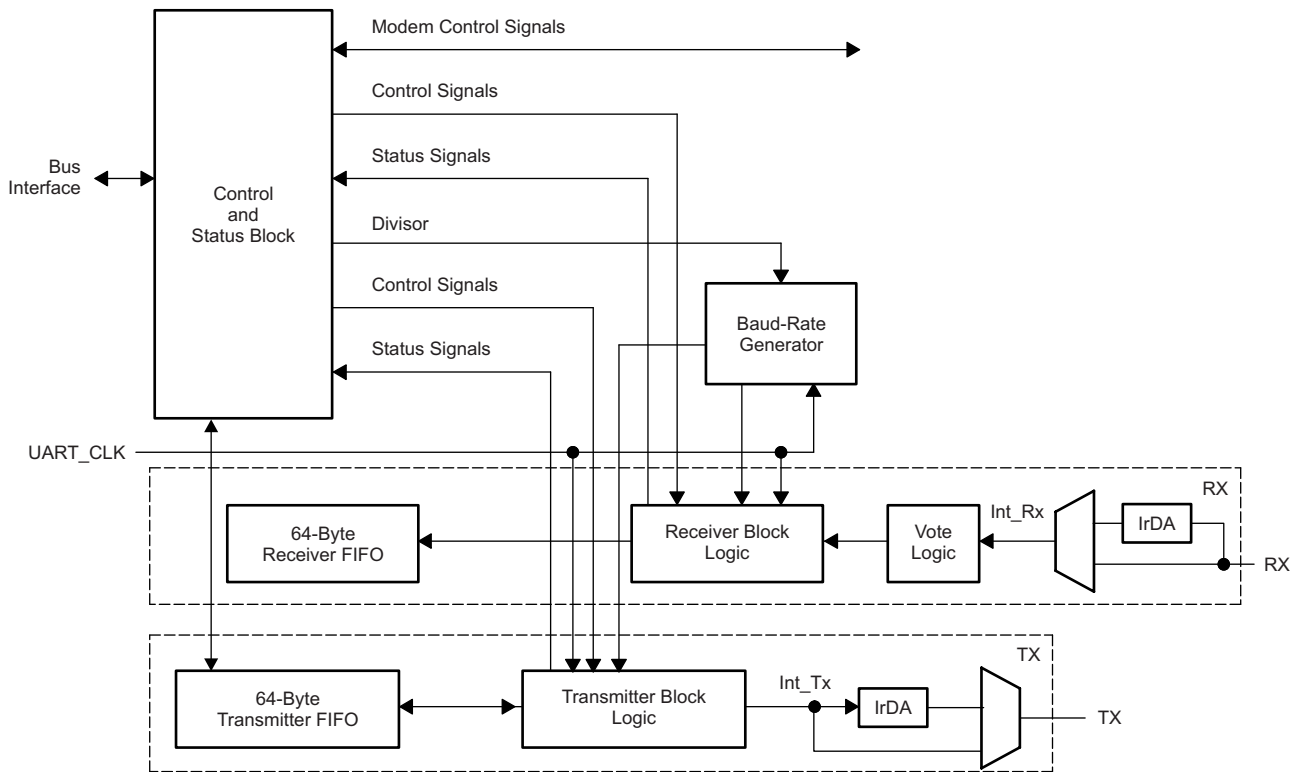 Modem Control Signals
Control Signals
Bus
Interface
Status Signals
Control
and
Status Block
Divisor
Control Signals
Baud-Rate
Generator
Status Signals
UART_CLK
RX
64-Byte
Receiver FIFO
Receiver Block
Logic
Vote
Logic
Int_Rx
IrDA
RX
TX
64-Byte
Transmitter FIFO
Transmitter Block
Logic
Int_Tx
IrDA
TX